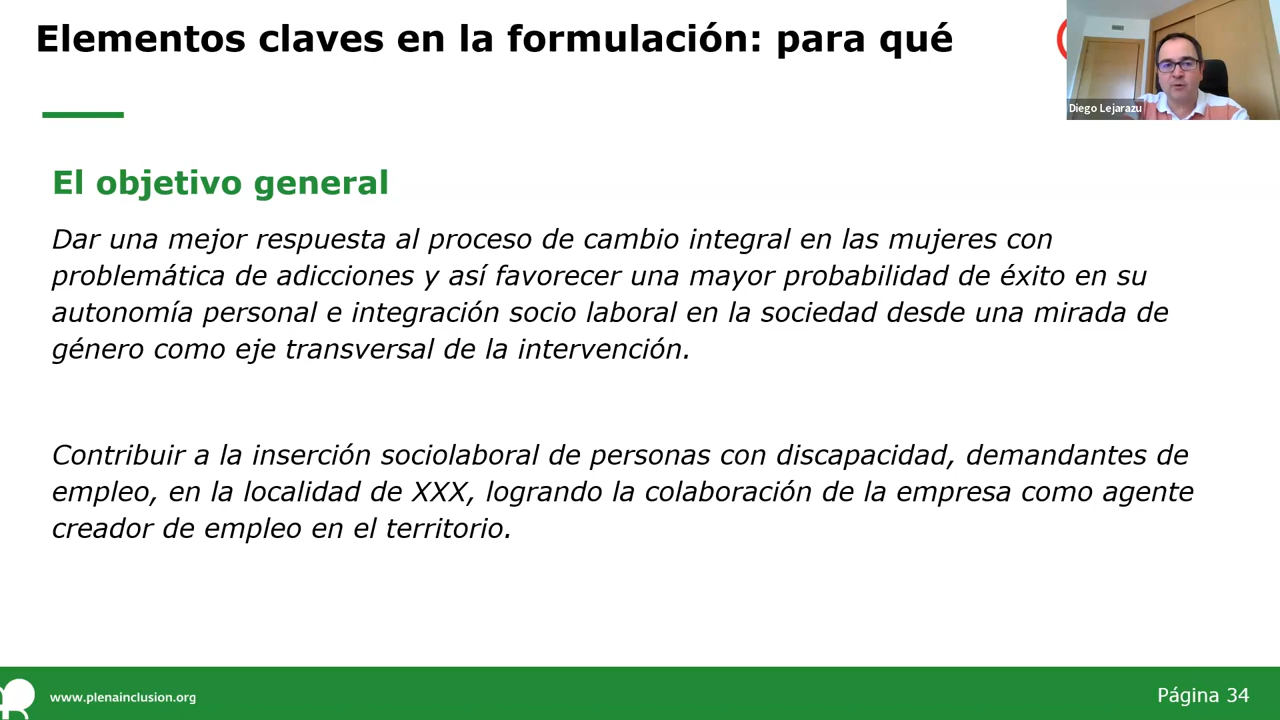 Elementos claves en la formulación: para qué
Diego Lejarazu
El objetivo general
Dar una mejor respuesta al proceso de cambio integral en las mujeres con
problemática de adicciones y así favorecer una mayor probabilidad de éxito en su
autonomía personal e integración socio laboral en la sociedad desde una mirada de
género como eje transversal de la intervención.
Contribuir a la inserción sociolaboral de personas con discapacidad, demandantes de
empleo, en la localidad de XXX, logrando la colaboración de la empresa como agente
creador de empleo en el territorio.
www.plenainclusion.org
Página 34